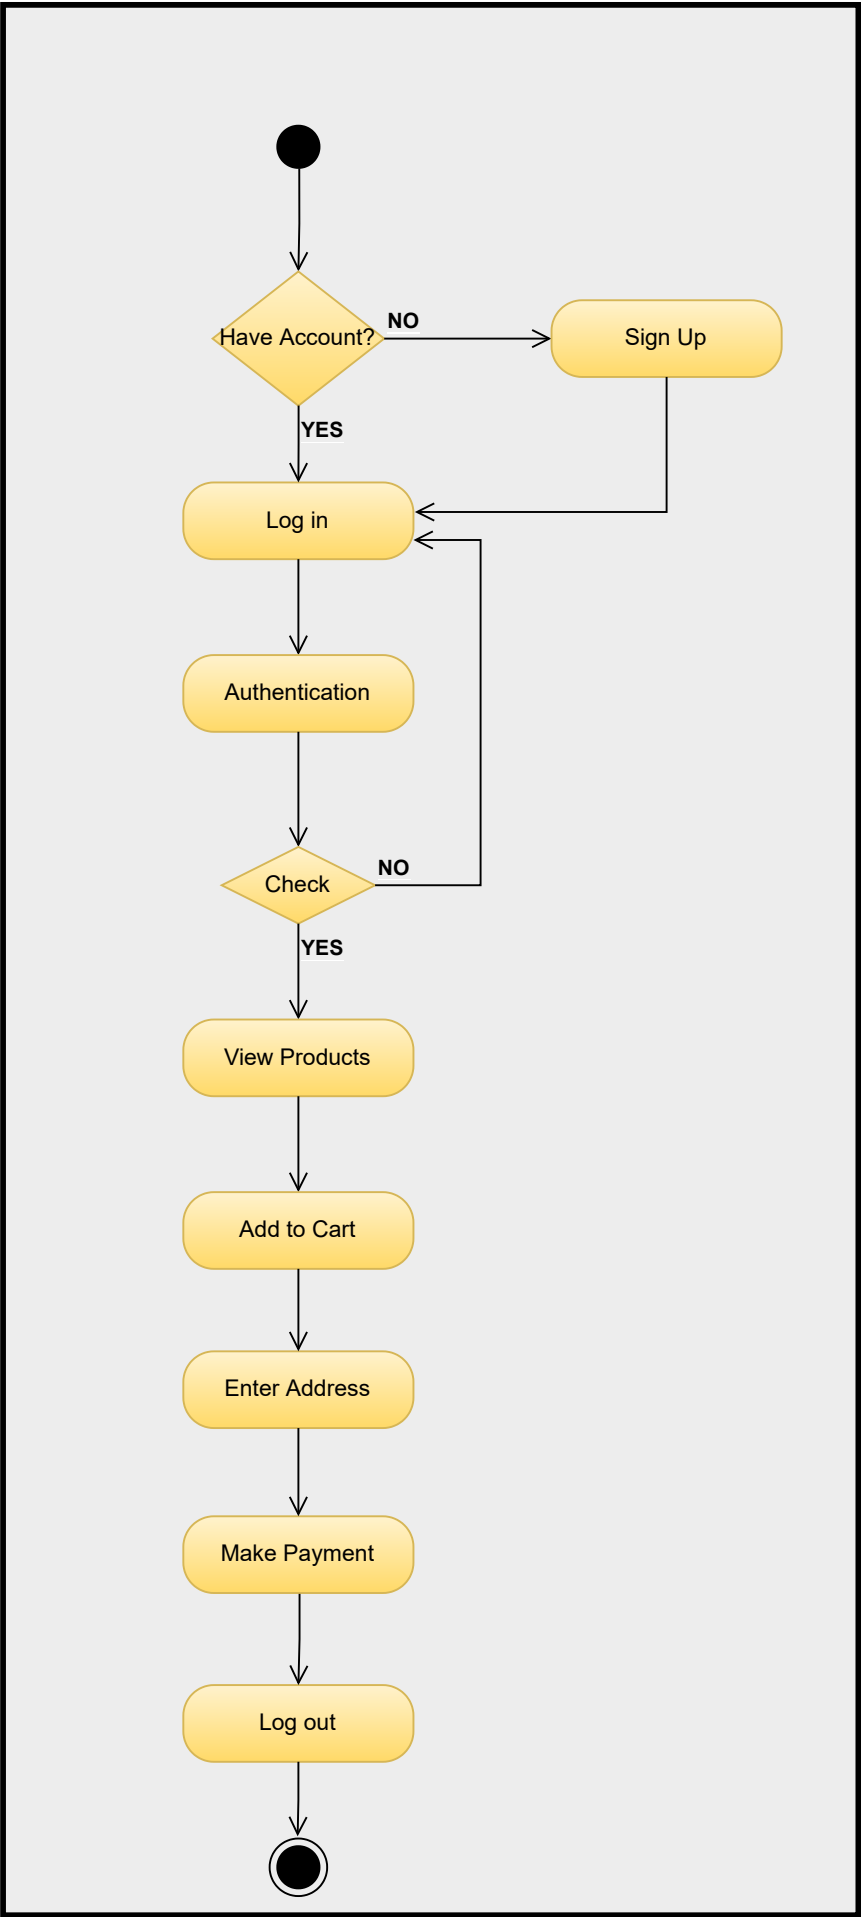 Have Account?
NO
Sign Up
YES
Log in
Authentication
Check
NO
YES
View Products
Add to Cart
Enter Address
Make Payment
Log out